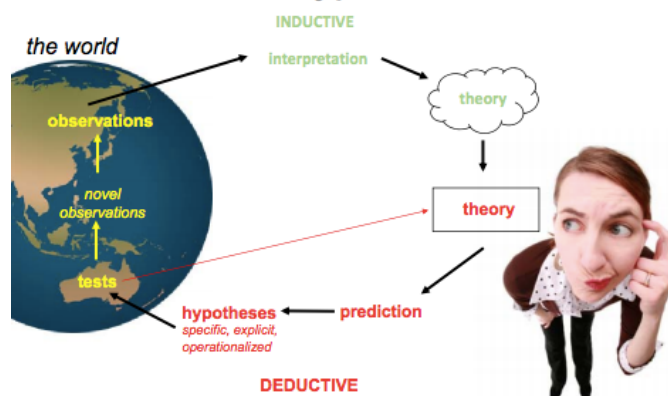 INDUCTIVE
the world
interpretation
theory
observations
novel
observations
theory
tests
hypotheses
prediction
specific, explicit,
operationalized
DEDUCTIVE